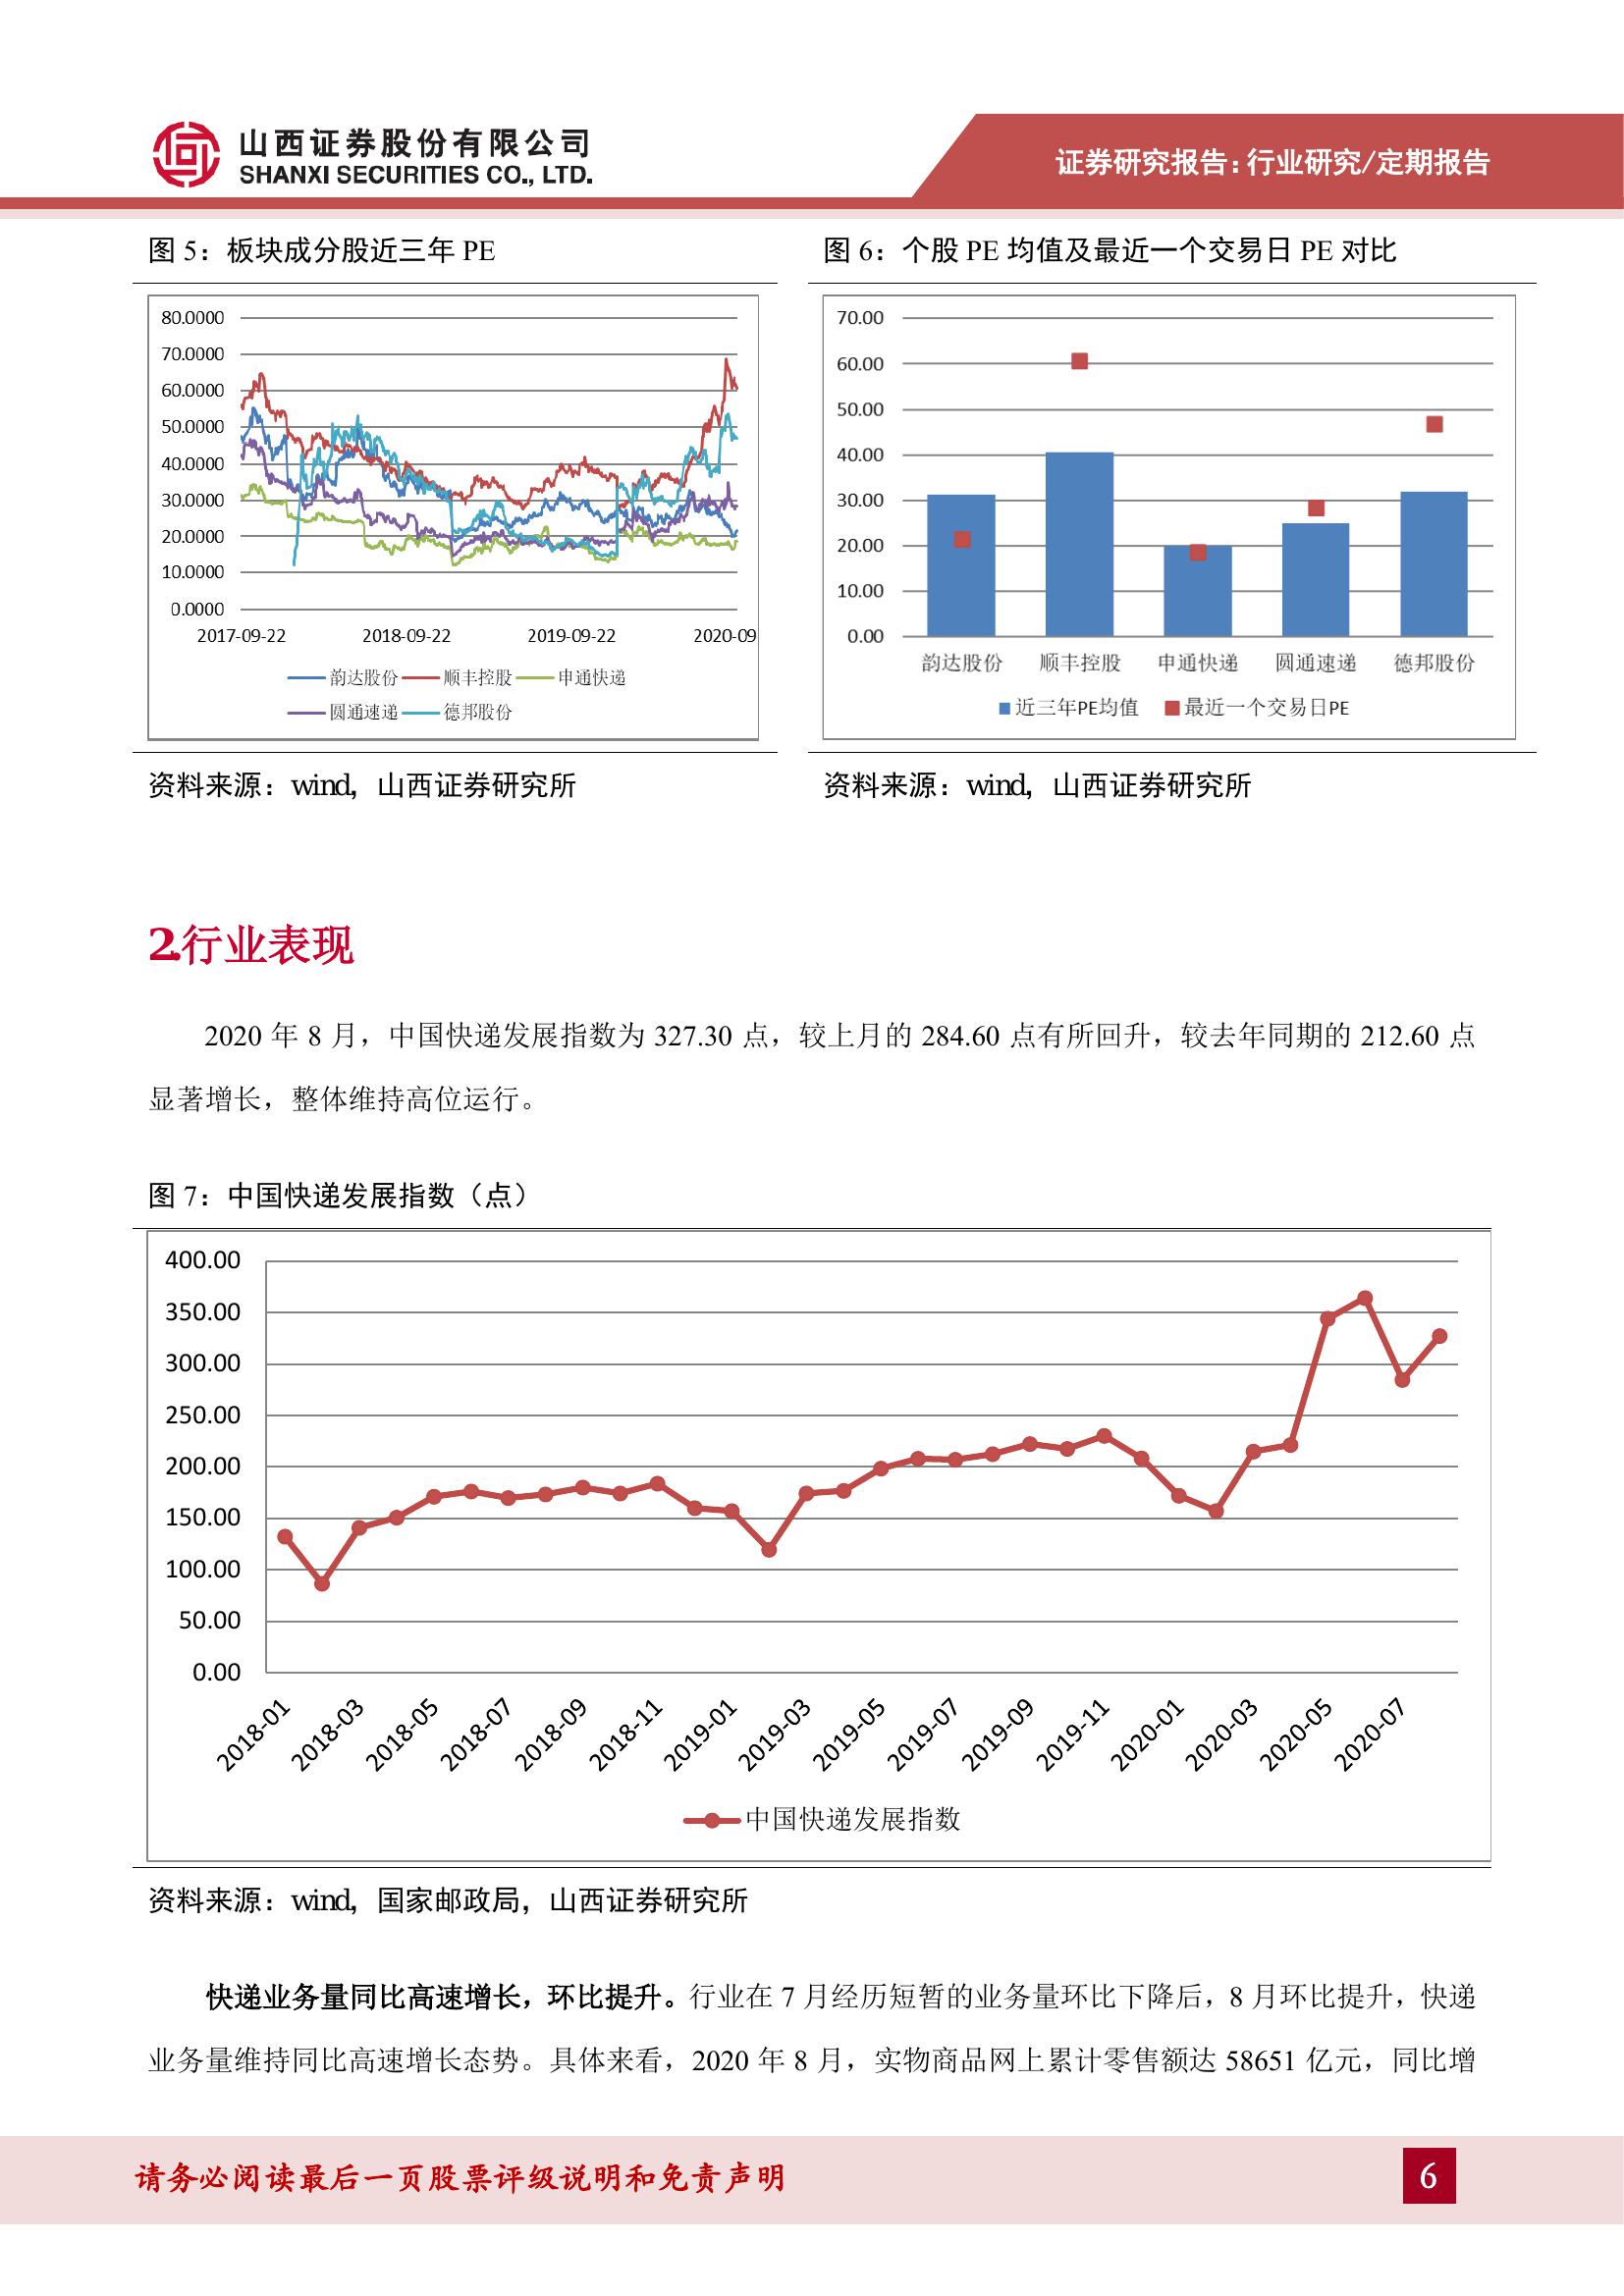 山西证券股份有限公司
SHANXI SECURITIES CO., LTD.
证券研究报告:行业研究/定期报告
图 5：板块成分股近三年 PE
80.0000
70.0000
60.0000
50.0000
40.0000
30.0000
20.0000
10.0000
0.0000
2017-09-22 2018-09-22 2019-09-22 2020-09
韵达股份 顺丰控股 申通快递
圆通速递 德邦股份
资料来源：wind，山西证券研究所
图 6：个股 PE 均值及最近一个交易日 PE 对比
70.00
60.00
50.00
40.00
30.00
20.00
10.00
0.00
韵达股份 顺丰控股 申通快递 圆通速递 德邦股份
近三年PE均值 最近一个交易日PE
资料来源：wind，山西证券研究所
2.行业表现
2020 年 8 月，中国快递发展指数为 327.30 点，较上月的 284.60 点有所回升，较去年同期的 212.60 点
显著增长，整体维持高位运行。
图 7：中国快递发展指数（点）
400.00
350.00
300.00
250.00
200.00
150.00
100.00
50.00
0.00
2018-01 2018-03 2018-05 2018-07 2018-09 2018-11 2019-01 2019-03 2019-05 2019-07 2019-09 2019-11 2020-01 2020-03 2020-05 2020-07
中国快递发展指数
资料来源：wind，国家邮政局，山西证券研究所
快递业务量同比高速增长，环比提升。行业在 7 月经历短暂的业务量环比下降后，8 月环比提升，快递
业务量维持同比高速增长态势。具体来看，2020 年 8 月，实物商品网上累计零售额达 58651 亿元，同比增
请务必阅读最后一页股票评级说明和免责声明
6